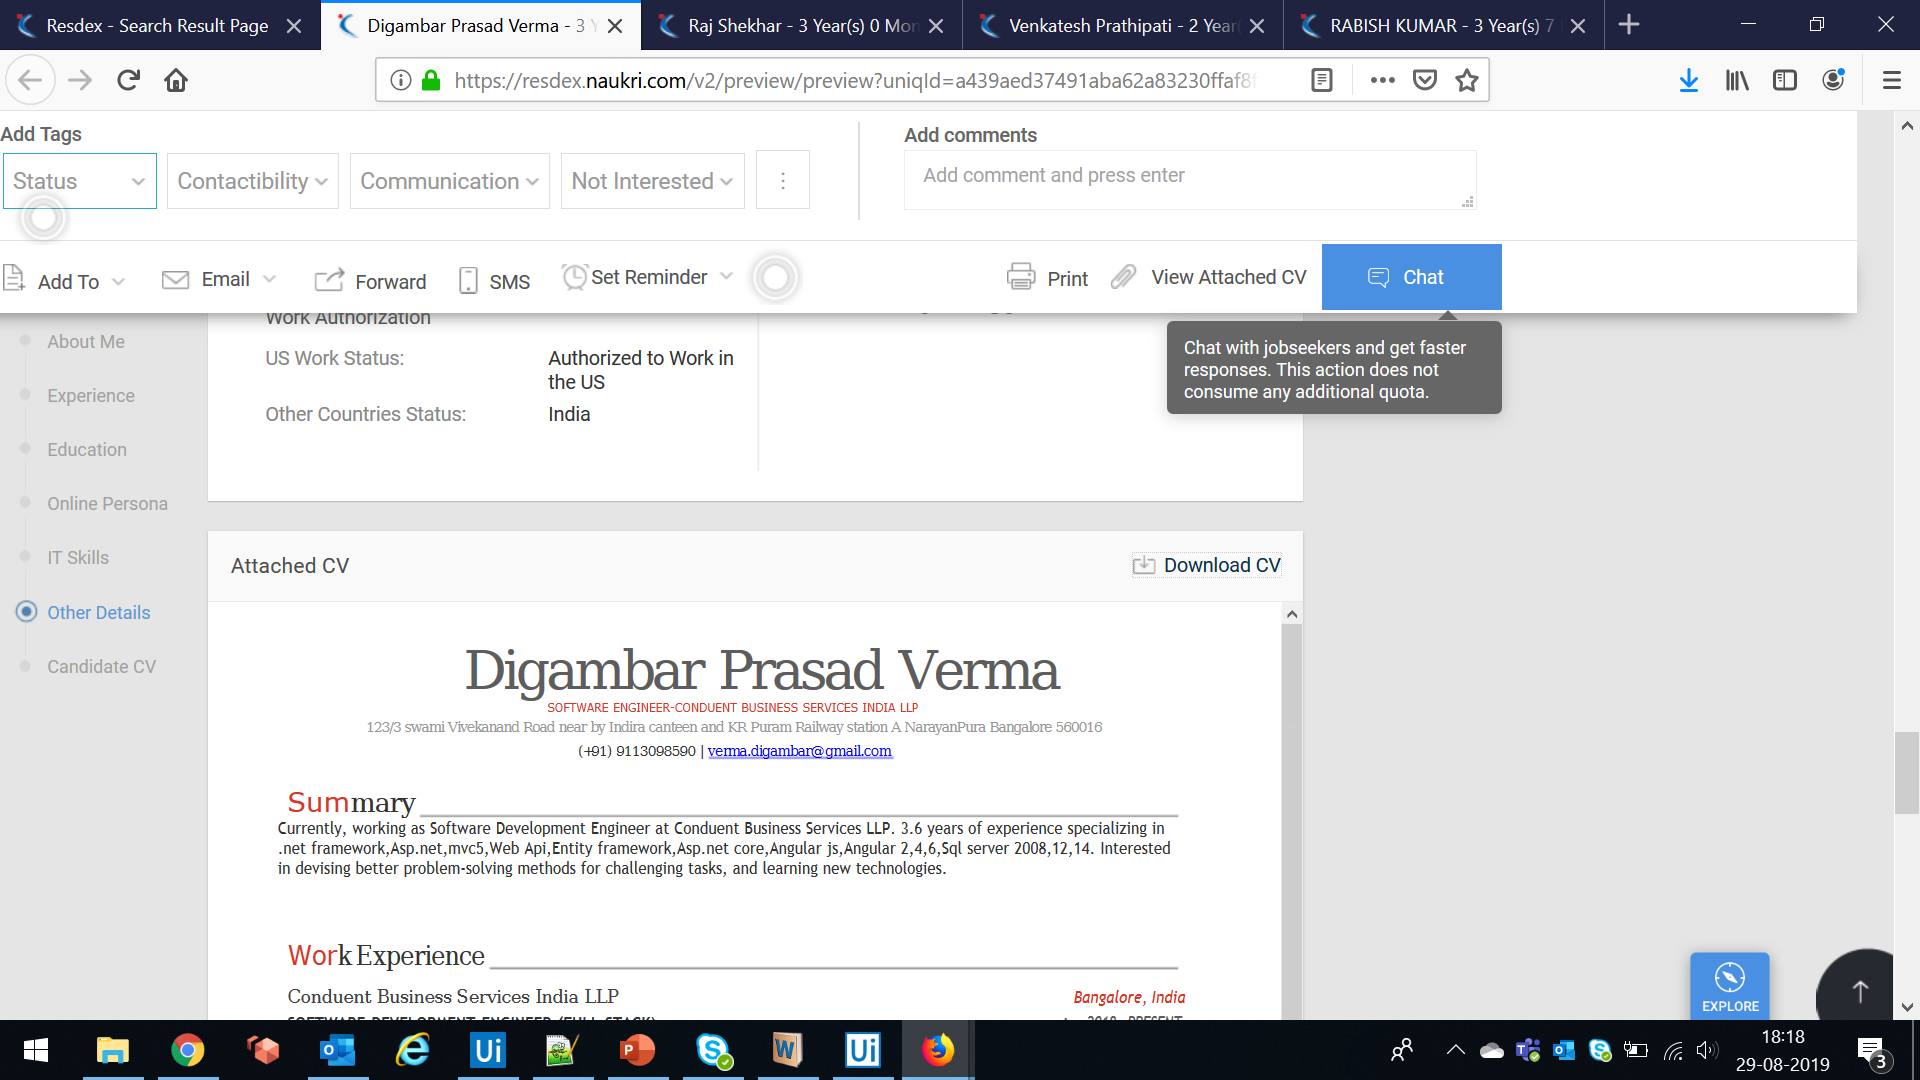 Resdex - Search Result Page
Digambar Prasad Verma - 3 Y
Raj Shekhar - 3 Year(s) 0 Mon
Venkatesh Prathipati - 2 Year
RABISH KUMAR - 3 Year(s) 7
https://resdex.naukri.com/v2/preview/preview?uniqId=a439aed37491aba62a83230ffaf8f
Add Tags
Add comments
Status
Contactibility
Communication
Not Interested
Add comment and press enter
Add To
Email
Forward
SMS
Set Reminder
Print
View Attached CV
Chat
Chat with jobseekers and get faster
responses. This action does not
consume any additional quota.
About Me
Experience
Education
Online Persona
IT Skills
Other Details
Candidate CV
Work Authorization
US Work Status:
Authorized to Work in
the US
Other Countries Status:
India
Attached CV
Download CV
Digambar Prasad Verma
SOFTWARE ENGINEER-CONDUENT BUSINESS SERVICES INDIA LLP
123/3 swami Vivekanand Road near by Indira canteen and KR Puram Railway station A NarayanPura Bangalore 560016
(+91) 9113098590 | verma.digambar@gmail.com
Summary
Currently, working as Software Development Engineer at Conduent Business Services LLP. 3.6 years of experience specializing in
.net framework,Asp.net,mvc5,Web Api,Entity framework,Asp.net core,Angular js,Angular 2,4,6,Sql server 2008,12,14. Interested
in devising better problem-solving methods for challenging tasks, and learning new technologies.
Work Experience
Conduent Business Services India LLP
Bangalore, India
SOFTWARE DEVELOPMENT ENGINEER (FULL STACK)
2018 PRESENT
EXPLORE
18:18
29-08-2019
3